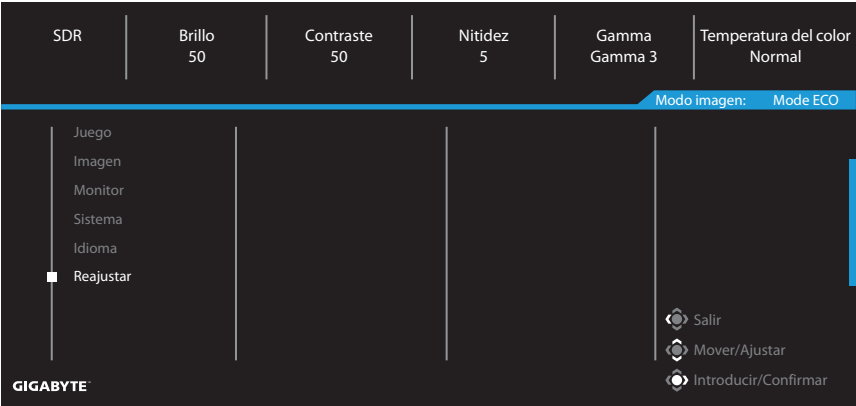 SDR
Brillo
50
Contraste
50
Nitidez
5
Gamma
Gamma 3
Temperatura del color
Normal
Modo imagen: Mode ECO
Juego
Imagen
Monitor
Sistema
Idioma
Reajustar
Salir
Mover/Ajustar
Introducir/Confirmar
GIGABYTE™